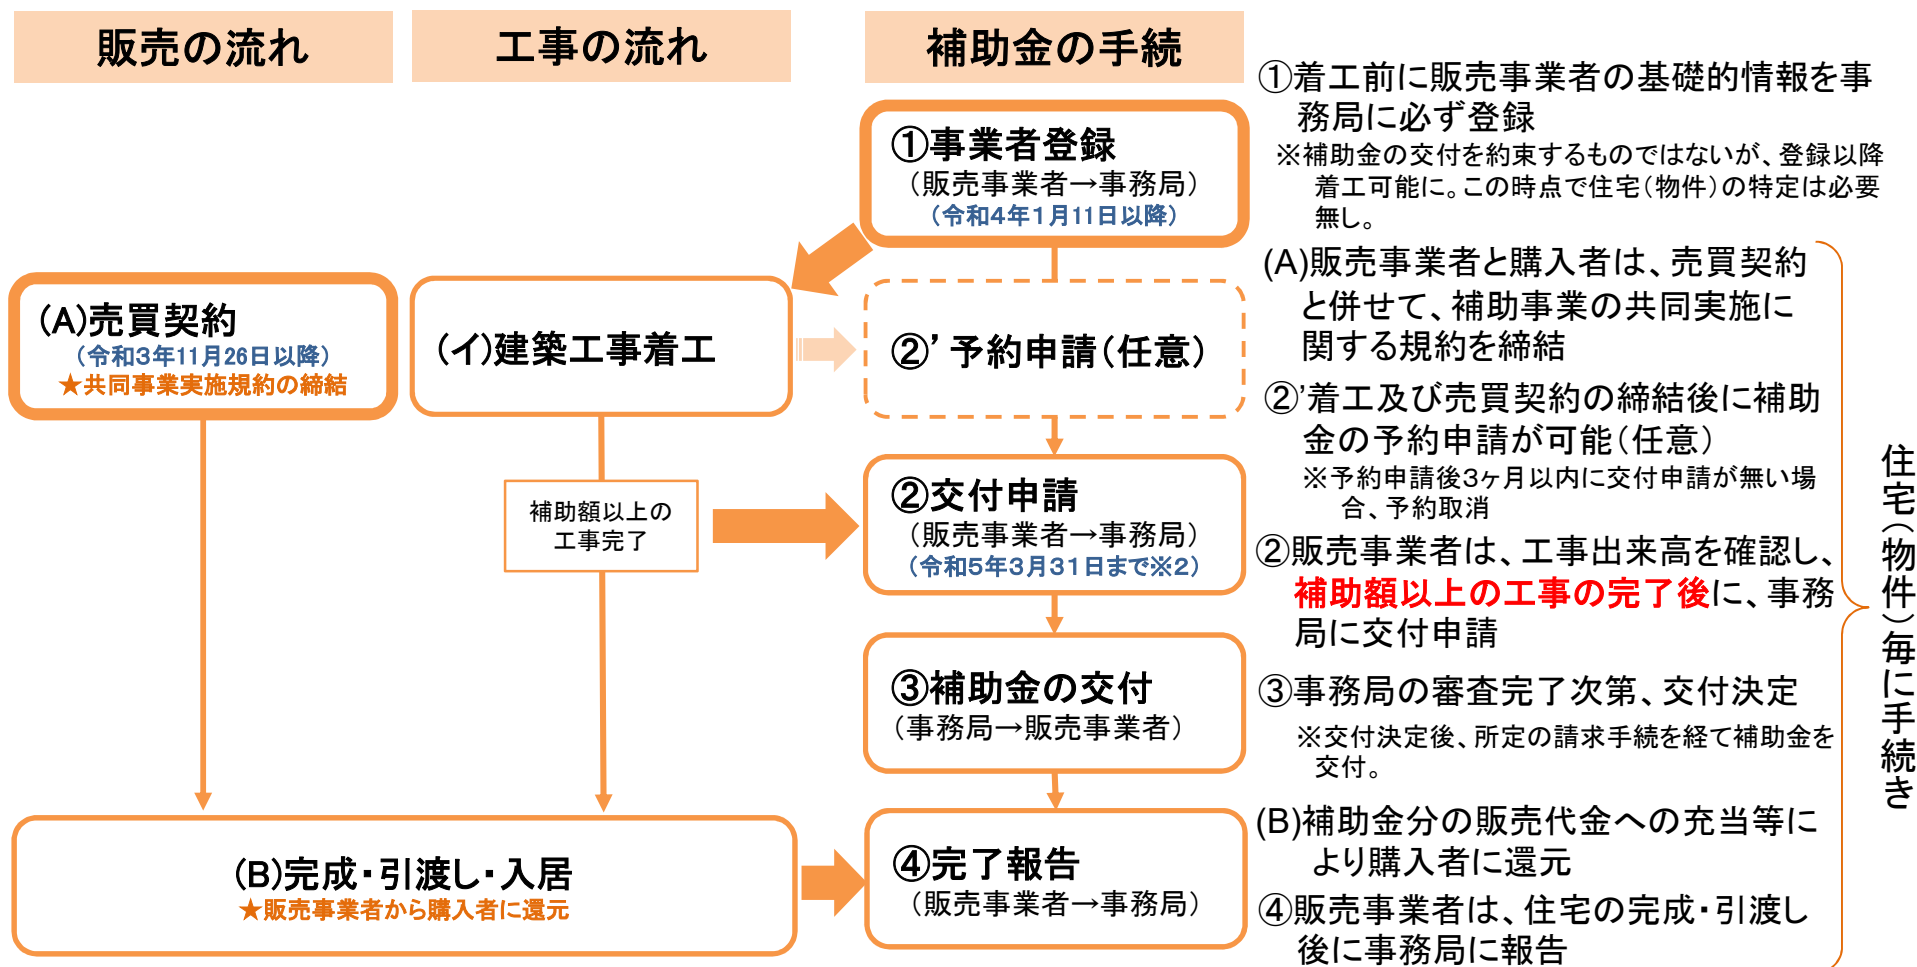 販売の流れ
工事の流れ
補助金の手続
①事業者登録
（販売事業者→事務局）
（令和4年1月11日以降）
(A)売買契約
（令和3年11月26日以降）
★共同事業実施規約の締結
(イ)建築工事着工
②’予約申請（任意）
補助額以上の
工事完了
②交付申請
（販売事業者→事務局）
（令和5年3月31日まで※2）
③補助金の交付
（事務局→販売事業者）
(B)完成・引渡し・入居
★販売事業者から購入者に還元
④完了報告
（販売事業者→事務局）
①着工前に販売事業者の基礎的情報を事
務局に必ず登録
※補助金の交付を約束するものではないが、登録以降
着工可能に。この時点で住宅（物件）の特定は必要
無し。
(A)販売事業者と購入者は、売買契約
と併せて、補助事業の共同実施に
関する規約を締結
②’着工及び売買契約の締結後に補助
金の予約申請が可能（任意）
※予約申請後3ヶ月以内に交付申請が無い場
合、予約取消
②販売事業者は、工事出来高を確認し、
補助額以上の工事の完了後に、事務
局に交付申請
③事務局の審査完了次第、交付決定
※交付決定後、所定の請求手続を経て補助金を
交付。
(B)補助金分の販売代金への充当等に
より購入者に還元
④販売事業者は、住宅の完成・引渡し
後に事務局に報告
住宅（物件）毎に手続き